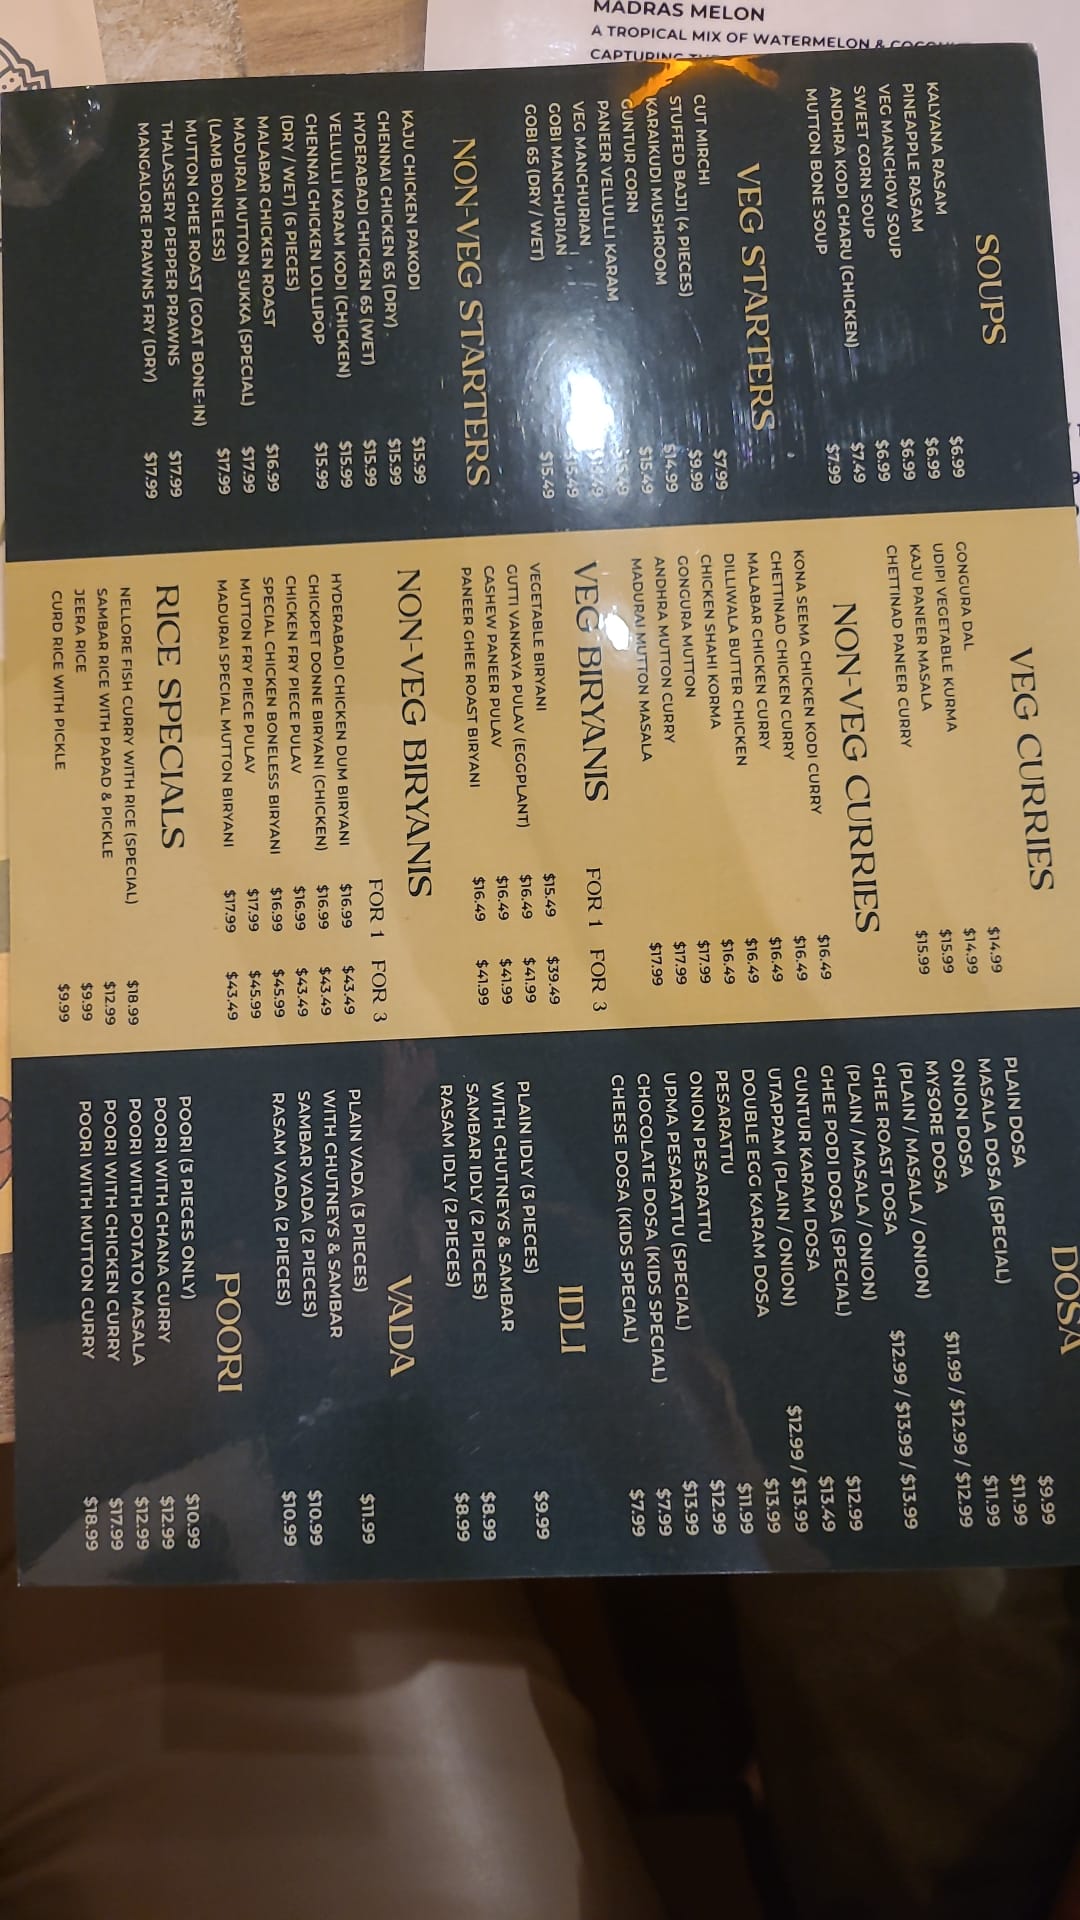 MADRAS MELON
A TROPICAL MIX OF WATERMELON &
SOUPS
KALYANA RASAM $6.99
PINEAPPLE RASAM $6.99
VEG MANCHOW SOUP $6.99
SWEET CORN SOUP $6.99
ANDHRA KODI CHARU (CHICKEN) $7.49
MUTTON BONE SOUP $7.99
VEG STARTERS
CUT MIRCHI $7.99
STUFFED BAJJI (4 PIECES) $9.99
KARAIKUDI MUSHROOM $14.99
GUNTUR CORN $15.49
PANEER VELLULLI KARAM
VEG MANCHURIAN
GOBI MANCHURIAN $15.49
GOBI 65 (DRY / WET) $15.49
NON-VEG STARTERS
KAJU CHICKEN PAKODI $15.99
CHENNAI CHICKEN 65 (DRY) $15.99
HYDERABADI CHICKEN 65 (WET) $15.99
VELLULLI KARAM KODI (CHICKEN) $15.99
CHENNAI CHICKEN LOLLIPOP $15.99
(DRY / WET) (6 PIECES)
MALABAR CHICKEN ROAST $16.99
MADURAI MUTTON SUKKA (SPECIAL) $17.99
(LAMB BONELESS) $17.99
MUTTON GHEE ROAST (GOAT BONE-IN)
THALASSERY PEPPER PRAWNS $17.99
MANGALORE PRAWNS FRY (DRY) $17.99
VEG CURRIES
GONGURA DAL $14.99
UDIPI VEGETABLE KURMA $14.99
KAJU PANEER MASALA $15.99
CHETTINAD PANEER CURRY $15.99
NON-VEG CURRIES
KONA SEEMA CHICKEN KODI CURRY $16.49
CHETTINAD CHICKEN CURRY $16.49
MALABAR CHICKEN CURRY $16.49
DILLIWALA BUTTER CHICKEN $16.49
CHICKEN SHAHI KORMA $16.49
GONGURA MUTTON $17.99
ANDHRA MUTTON CURRY $17.99
MADURAI MUTTON MASALA $17.99
VEG BIRYANIS FOR 1 FOR 3
VEGETABLE BIRYANI $15.49 $39.49
GUTTI VANKAYA PULAV (EGGPLANT) $16.49 $41.99
CASHEW PANEER PULAV $16.49 $41.99
PANEER GHEE ROAST BIRYANI $16.49 $41.99
NON-VEG BIRYANIS
FOR 1 FOR 3
HYDERABADI CHICKEN DUM BIRYANI $16.99 $43.49
CHICKPET DONNE BIRYANI (CHICKEN) $16.99 $43.49
CHICKEN FRY PIECE PULAV $16.99 $43.49
SPECIAL CHICKEN BONELESS BIRYANI $16.99 $45.99
MUTTON FRY PIECE PULAV $17.99 $45.99
MADURAI SPECIAL MUTTON BIRYANI $17.99 $43.49
RICE SPECIALS
NELLORE FISH CURRY WITH RICE (SPECIAL) $18.99
SAMBAR RICE WITH PAPAD & PICKLE $12.99
JEERA RICE $9.99
CURD RICE WITH PICKLE $9.99
DOSA
PLAIN DOSA $9.99
MASALA DOSA (SPECIAL) $11.99
ONION DOSA $11.99
MYSORE DOSA
(PLAIN / MASALA / ONION) $11.99 / $12.99 / $12.99
GHEE ROAST DOSA
(PLAIN / MASALA / ONION) $12.99 / $13.99 / $13.99
GHEE PODI DOSA (SPECIAL) $12.99
GUNTUR KARAM DOSA $13.49
UTAPPAM (PLAIN / ONION) $12.99 / $13.99
DOUBLE EGG KARAM DOSA $13.99
PESARATTU $11.99
ONION PESARATTU $12.99
UPMA PESARATTU (SPECIAL) $13.99
CHOCOLATE DOSA (KIDS SPECIAL) $7.99
CHEESE DOSA (KIDS SPECIAL) $7.99
IDLI
PLAIN IDLY (3 PIECES) $9.99
WITH CHUTNEYS & SAMBAR
SAMBAR IDLY (2 PIECES) $8.99
RASAM IDLY (2 PIECES) $8.99
VADA
PLAIN VADA (3 PIECES) $11.99
WITH CHUTNEYS & SAMBAR
SAMBAR VADA (2 PIECES) $10.99
RASAM VADA (2 PIECES) $10.99
POORI
POORI (3 PIECES ONLY) $10.99
POORI WITH CHANA CURRY $12.99
POORI WITH POTATO MASALA $12.99
POORI WITH CHICKEN CURRY $17.99
POORI WITH MUTTON CURRY $18.99